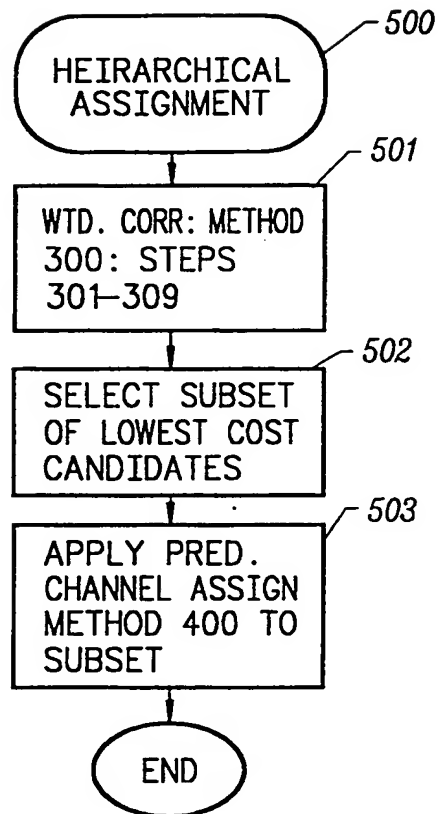 500
HEIRARCHICAL
ASSIGNMENT
501
WTD. CORR: METHOD
300: STEPS
301–309
502
SELECT SUBSET
OF LOWEST COST
CANDIDATES
503
APPLY PRED.
CHANNEL ASSIGN
METHOD 400 TO
SUBSET
END